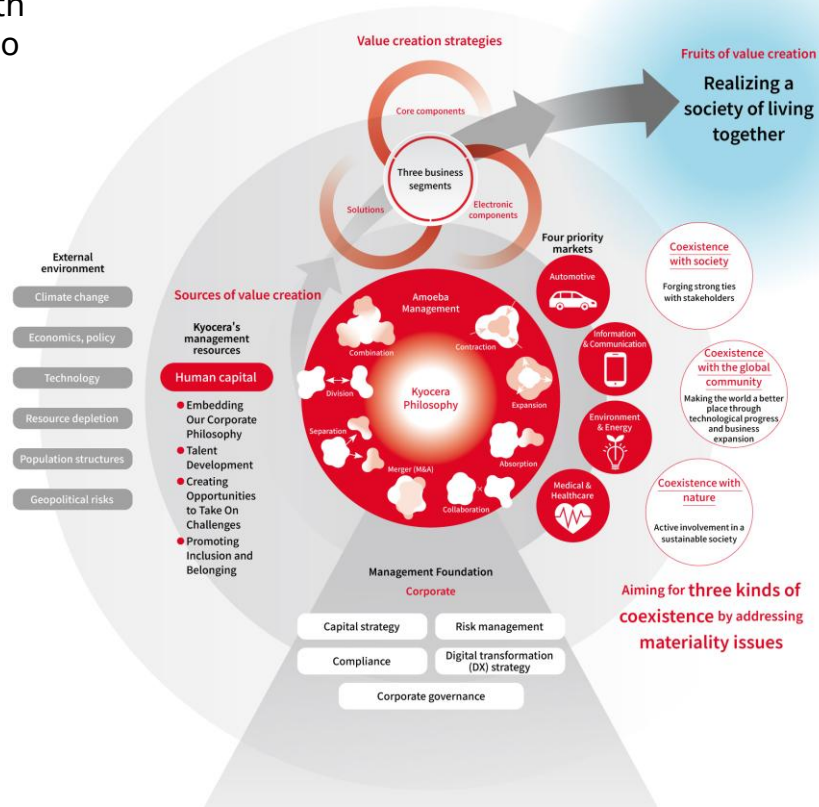 th
o
Value creation strategies
Core components
Three business
segments
Solutions
Electronic
components
Fruits of value creation
Realizing a
society of living
together
External
environment
Climate change
Economics, policy
Technology
Resource depletion
Population structures
Geopolitical risks
Sources of value creation
Kyocera's
management
resources
Human capital
● Embedding
Our Corporate
Philosophy
● Talent
Development
● Creating
Opportunities
to Take On
Challenges
● Promoting
Inclusion and
Belonging
Amoeba
Management
Combination
Contraction
Division
Kyocera
Philosophy
Expansion
Separation
Absorption
Merger (M&A)
Collaboration
Four priority
markets
Automotive
Information
& Communication
Environment
& Energy
Medical &
Healthcare
Coexistence
with society
Forging strong ties
with stakeholders
Coexistence
with the global
community
Making the world a better
place through
technological progress
and business
expansion
Coexistence with
nature
Active involvement in a
sustainable society
Aiming for three kinds of
coexistence by addressing
materiality issues
Management Foundation
Corporate
Capital strategy
Risk management
Compliance
Digital transformation
(DX) strategy
Corporate governance